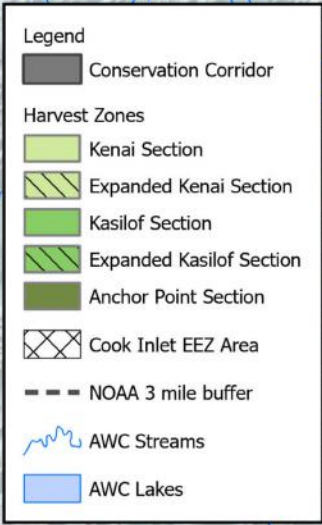 Legend
Conservation Corridor
Harvest Zones
Kenai Section
Expanded Kenai Section
Kasilof Section
Expanded Kasilof Section
Anchor Point Section
Cook Inlet EEZ Area
NOAA 3 mile buffer
AWC Streams
AWC Lakes